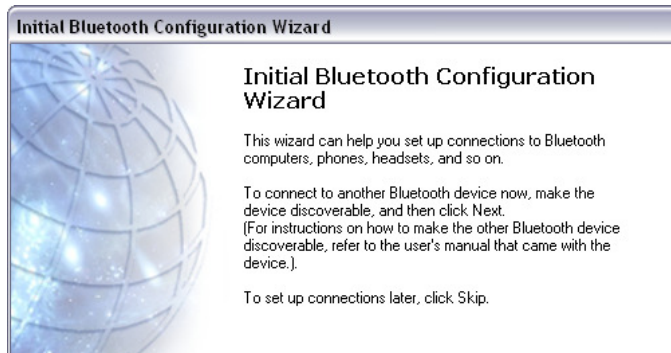 Initial Bluetooth Configuration Wizard
Initial Bluetooth Configuration
Wizard
This wizard can help you set up connections to Bluetooth
computers, phones, headsets, and so on.
To connect to another Bluetooth device now, make the
device discoverable, and then click Next.
(For instructions on how to make the other Bluetooth device
discoverable, refer to the user's manual that came with the
device.).
To set up connections later, click Skip.